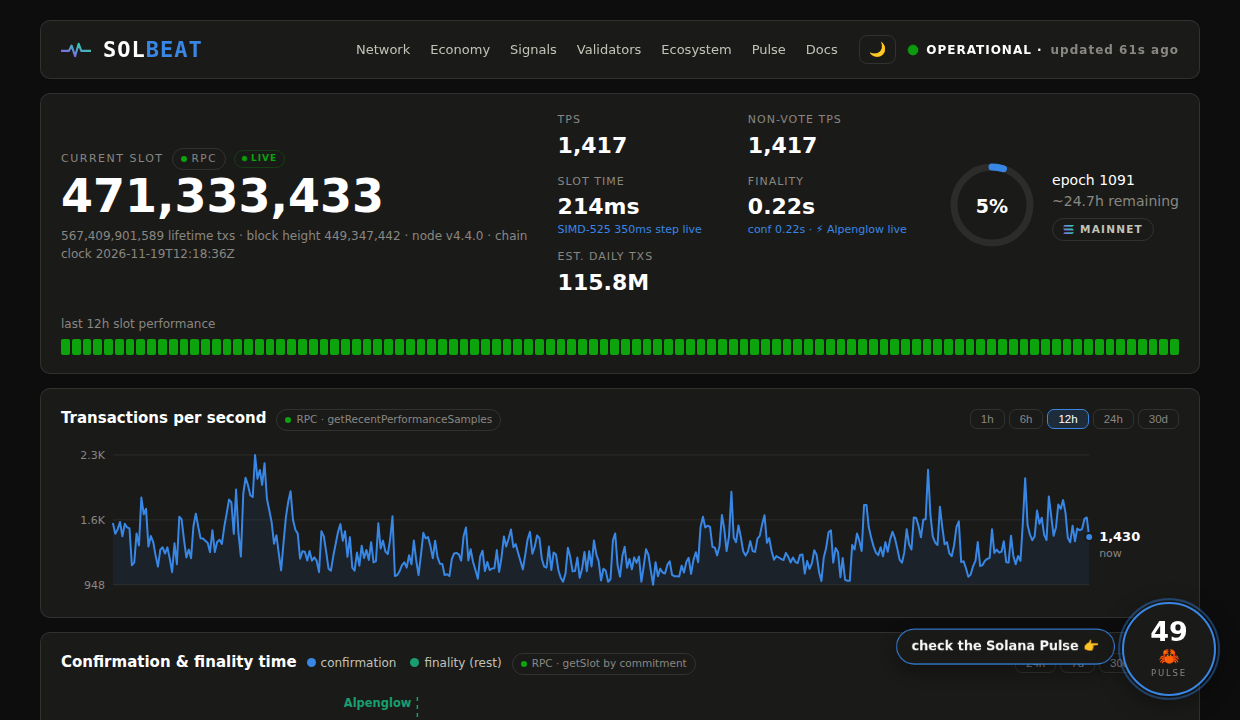 SOLBEAT
Network Economy Signals Validators Ecosystem Pulse Docs
OPERATIONAL · updated 61s ago
CURRENT SLOT RPC LIVE
471,333,433
567,409,901,589 lifetime txs · block height 449,347,442 · node v4.4.0 · chain
clock 2026-11-19T12:18:36Z
TPS
1,417
NON-VOTE TPS
1,417
SLOT TIME
214ms
SIMD-525 350ms step live
FINALITY
0.22s
conf 0.22s · ⚡ Alpenglow live
EST. DAILY TXS
115.8M
5%
epoch 1091
~24.7h remaining
MAINNET
last 12h slot performance
Transactions per second RPC · getRecentPerformanceSamples
1h 6h 12h 24h 30d
2.3K
1.6K
948
1,430
now
Confirmation & finality time confirmation finality (rest) RPC · getSlot by commitment
Alpenglow
check the Solana Pulse 👉
49
PULSE